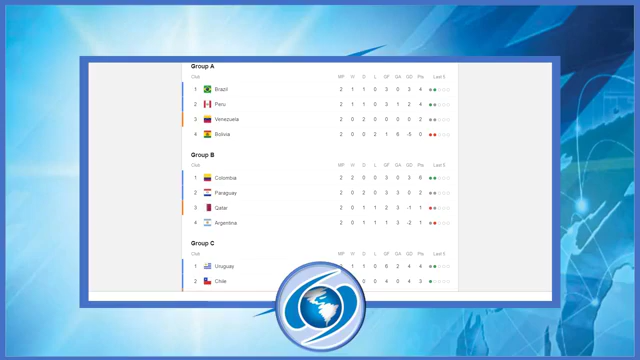 Group A
Club MP W D L GF GA GD Pts Last 5
1 Brazil 2 1 1 0 3 0 3 4
2 Peru 2 1 1 0 3 1 2 4
3 Venezuela 2 0 2 0 0 0 0 2
4 Bolivia 2 0 0 2 1 6 -5 0
Group B
Club MP W D L GF GA GD Pts Last 5
1 Colombia 2 2 0 0 3 0 3 6
2 Paraguay 2 0 2 0 3 3 0 2
3 Qatar 2 0 1 1 2 3 -1 1
4 Argentina 2 0 1 1 1 3 -2 1
Group C
Club MP W D L GF GA GD Pts Last 5
1 Uruguay 1 1 0 6 2 4 4
2 Chile 0 4 0 4 3